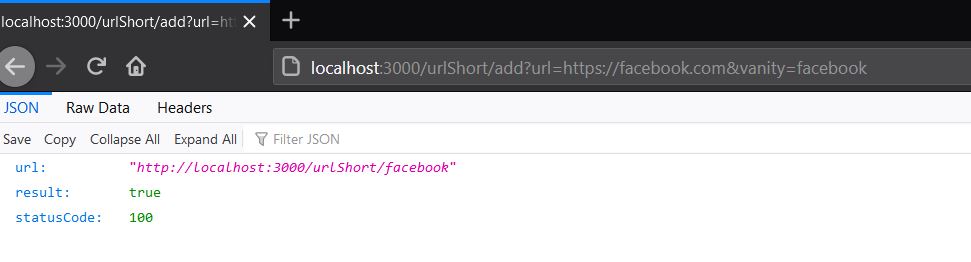 localhost:3000/urlShort/add?url=htt
localhost:3000/urlShort/add?url=https://facebook.com&vanity=facebook
JSON Raw Data Headers
Save Copy Collapse All Expand All Filter JSON
url: "http://localhost:3000/urlShort/facebook"
result: true
statusCode: 100